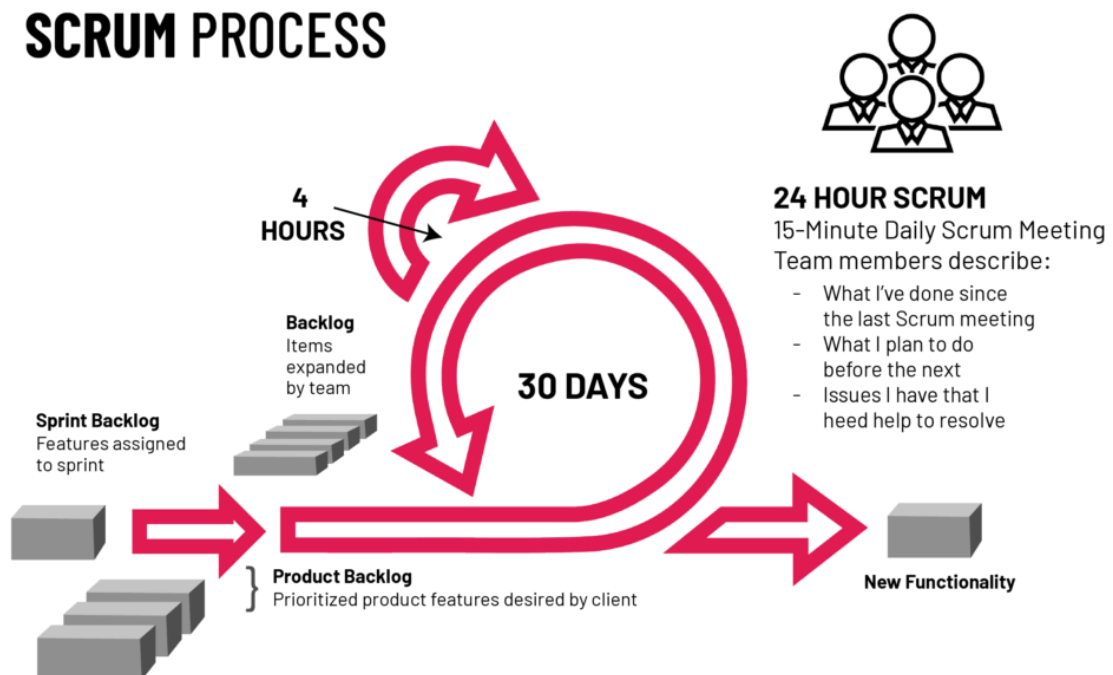 SCRUM PROCESS
4
HOURS
24 HOUR SCRUM
15-Minute Daily Scrum Meeting
Team members describe:
- What I've done since
the last Scrum meeting
- What I plan to do
before the next
- Issues I have that I
heed help to resolve
Backlog
Items
expanded
by team
30 DAYS
Sprint Backlog
Features assigned
to sprint
Product Backlog
Prioritized product features desired by client
New Functionality